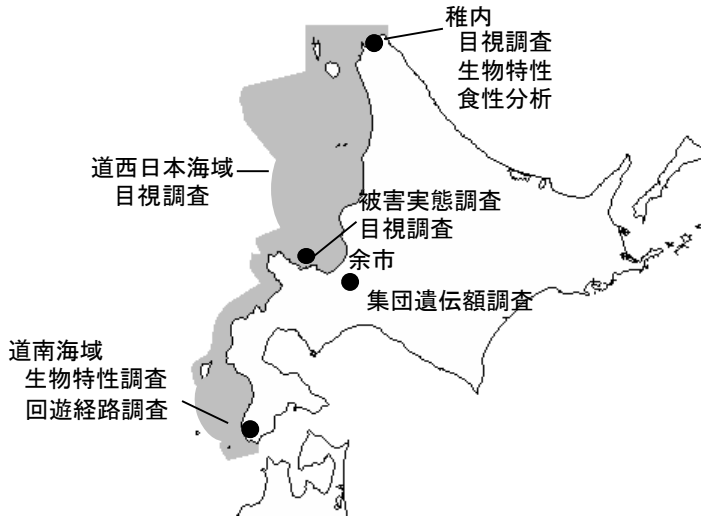 稚内
目視調査
生物特性
食性分析
道西日本海域
目視調査
被害実態調査
目視調査
余市
集団遺伝額調査
道南海域
生物特性調査
回遊経路調査